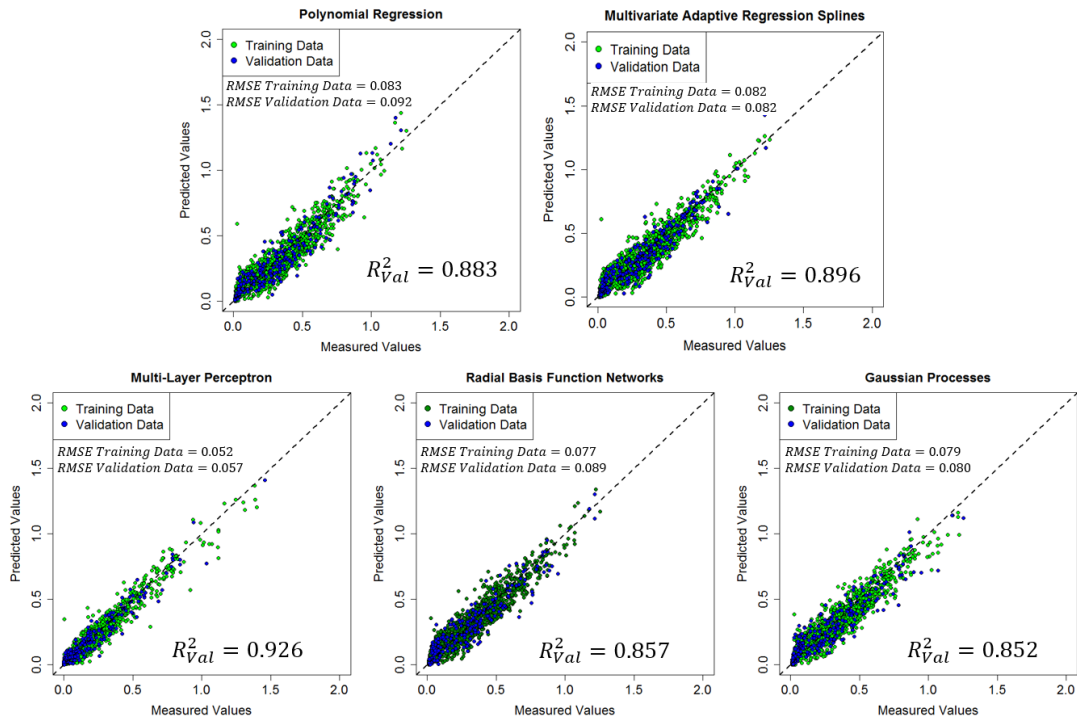 Polynomial Regression
2.0
1.5
1.0
0.5
0.0
Predicted Values
Training Data
Validation Data
RMSE Training Data = 0.083
RMSE Validation Data = 0.092
R²Val = 0.883
0.0 0.5 1.0 1.5 2.0
Measured Values
Multivariate Adaptive Regression Splines
2.0
1.5
1.0
0.5
0.0
Predicted Values
Training Data
Validation Data
RMSE Training Data = 0.082
RMSE Validation Data = 0.082
R²Val = 0.896
0.0 0.5 1.0 1.5 2.0
Measured Values
Multi-Layer Perceptron
2.0
1.5
1.0
0.5
0.0
Predicted Values
Training Data
Validation Data
RMSE Training Data = 0.052
RMSE Validation Data = 0.057
R²Val = 0.926
0.0 0.5 1.0 1.5 2.0
Measured Values
Radial Basis Function Networks
2.0
1.5
1.0
0.5
0.0
Predicted Values
Training Data
Validation Data
RMSE Training Data = 0.077
RMSE Validation Data = 0.089
R²Val = 0.857
0.0 0.5 1.0 1.5 2.0
Measured Values
Gaussian Processes
2.0
1.5
1.0
0.5
0.0
Predicted Values
Training Data
Validation Data
RMSE Training Data = 0.079
RMSE Validation Data = 0.080
R²Val = 0.852
0.0 0.5 1.0 1.5 2.0
Measured Values